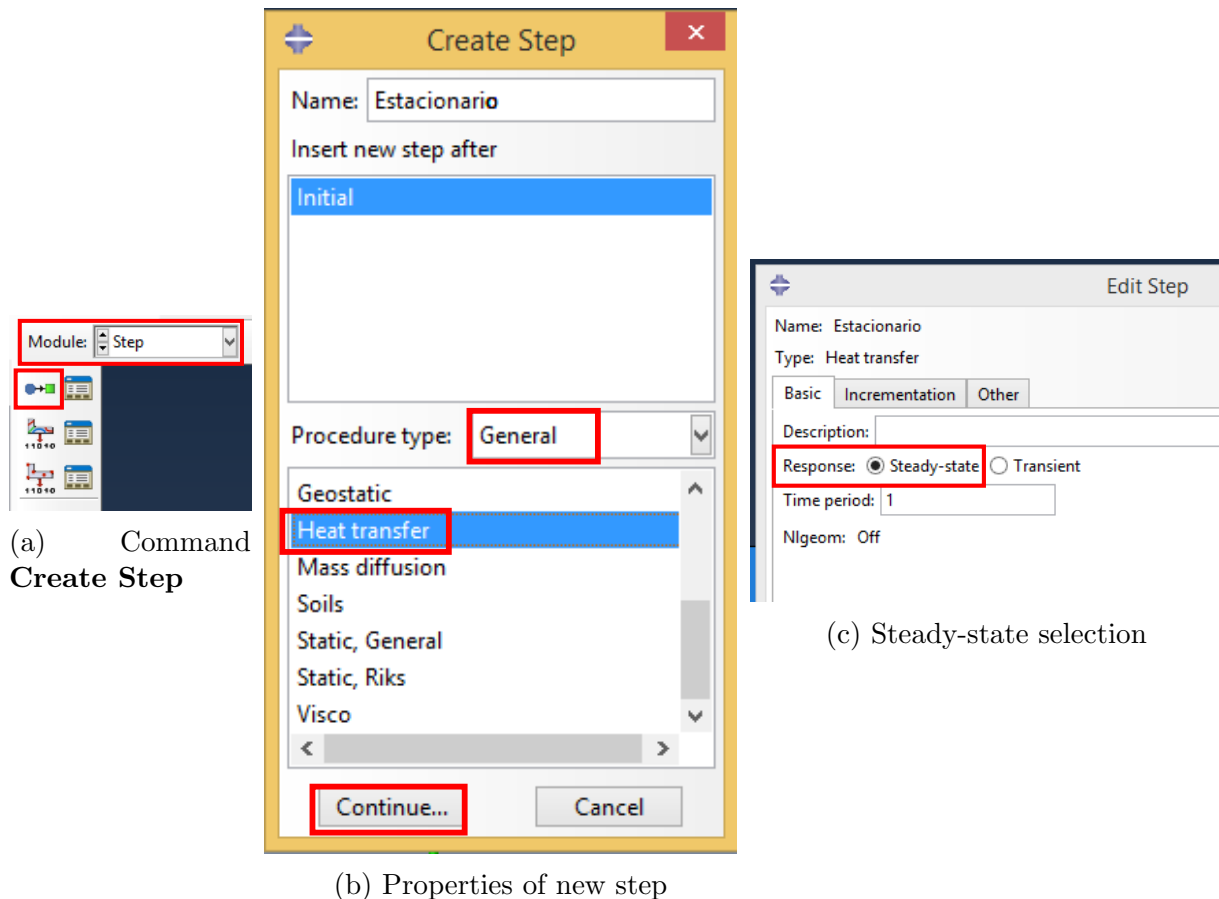 Module: Step
11010
11010
(a) Command
Create Step
Create Step
Name: Estacionario
Insert new step after
Initial
Procedure type: General
Geostatic
Heat transfer
Mass diffusion
Soils
Static, General
Static, Riks
Visco
Continue... Cancel
(b) Properties of new step
Edit Step
Name: Estacionario
Type: Heat transfer
Basic Incrementation Other
Description:
Response: Steady-state Transient
Time period: 1
Nlgeom: Off
(c) Steady-state selection